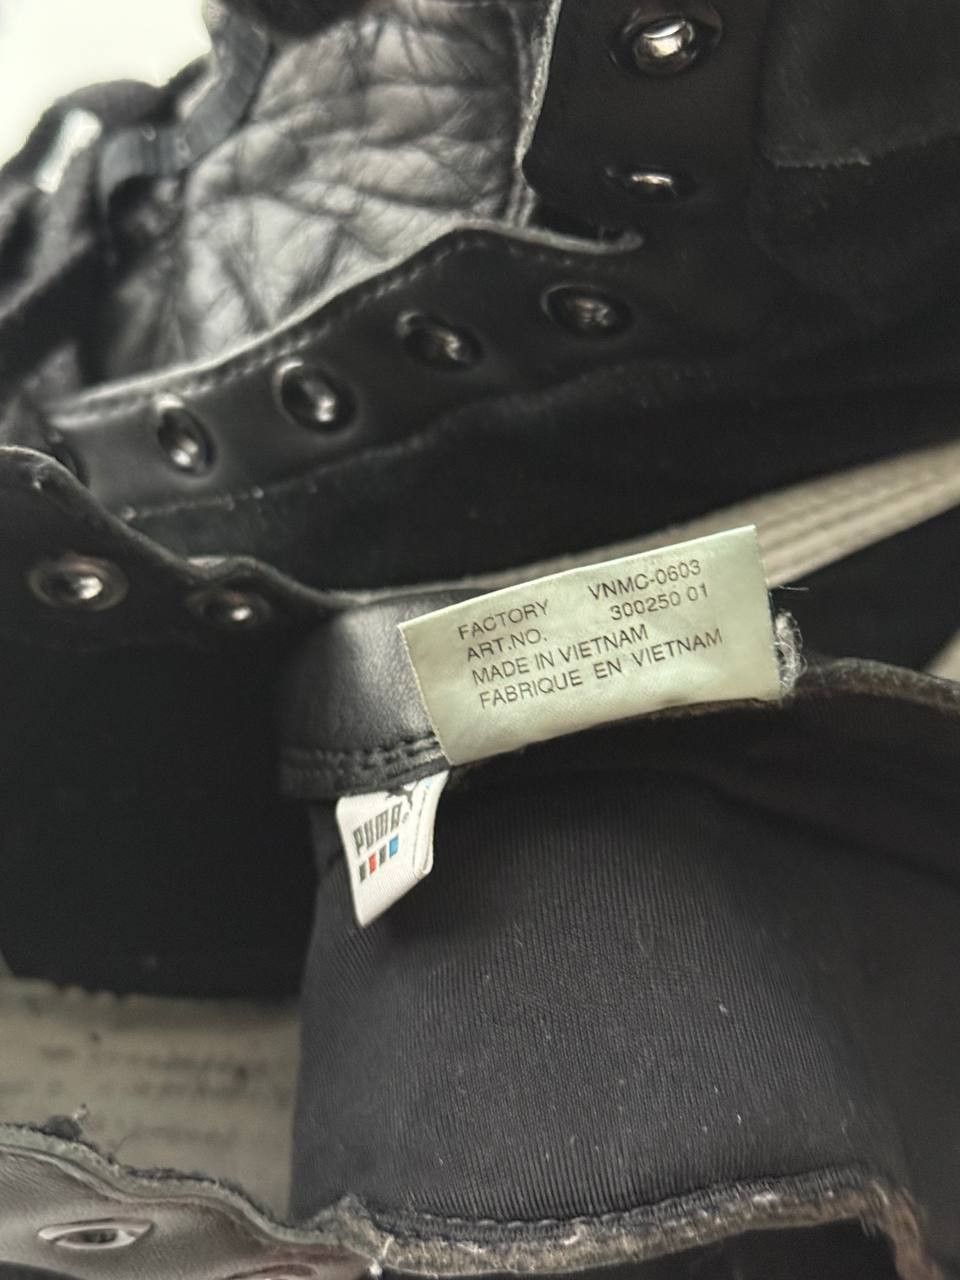 FACTORY VNMC-0603
ART.NO. 300250 01
MADE IN VIETNAM
FABRIQUE EN VIETNAM
PUMA